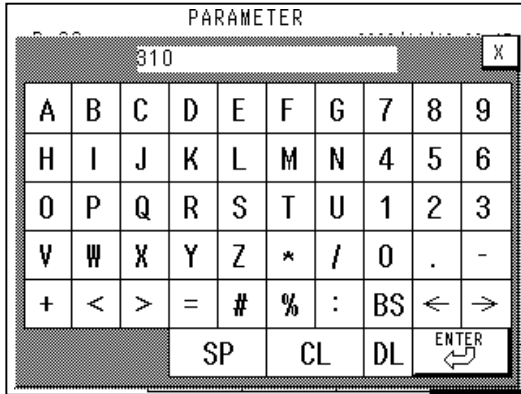 PARAMETER
310
X
A B C D E F G 7 8 9
H I J K L M N 4 5 6
O P Q R S T U 1 2 3
V W X Y Z * / 0 . -
+ < > = # % : BS ← →
SP CL DL ENTER